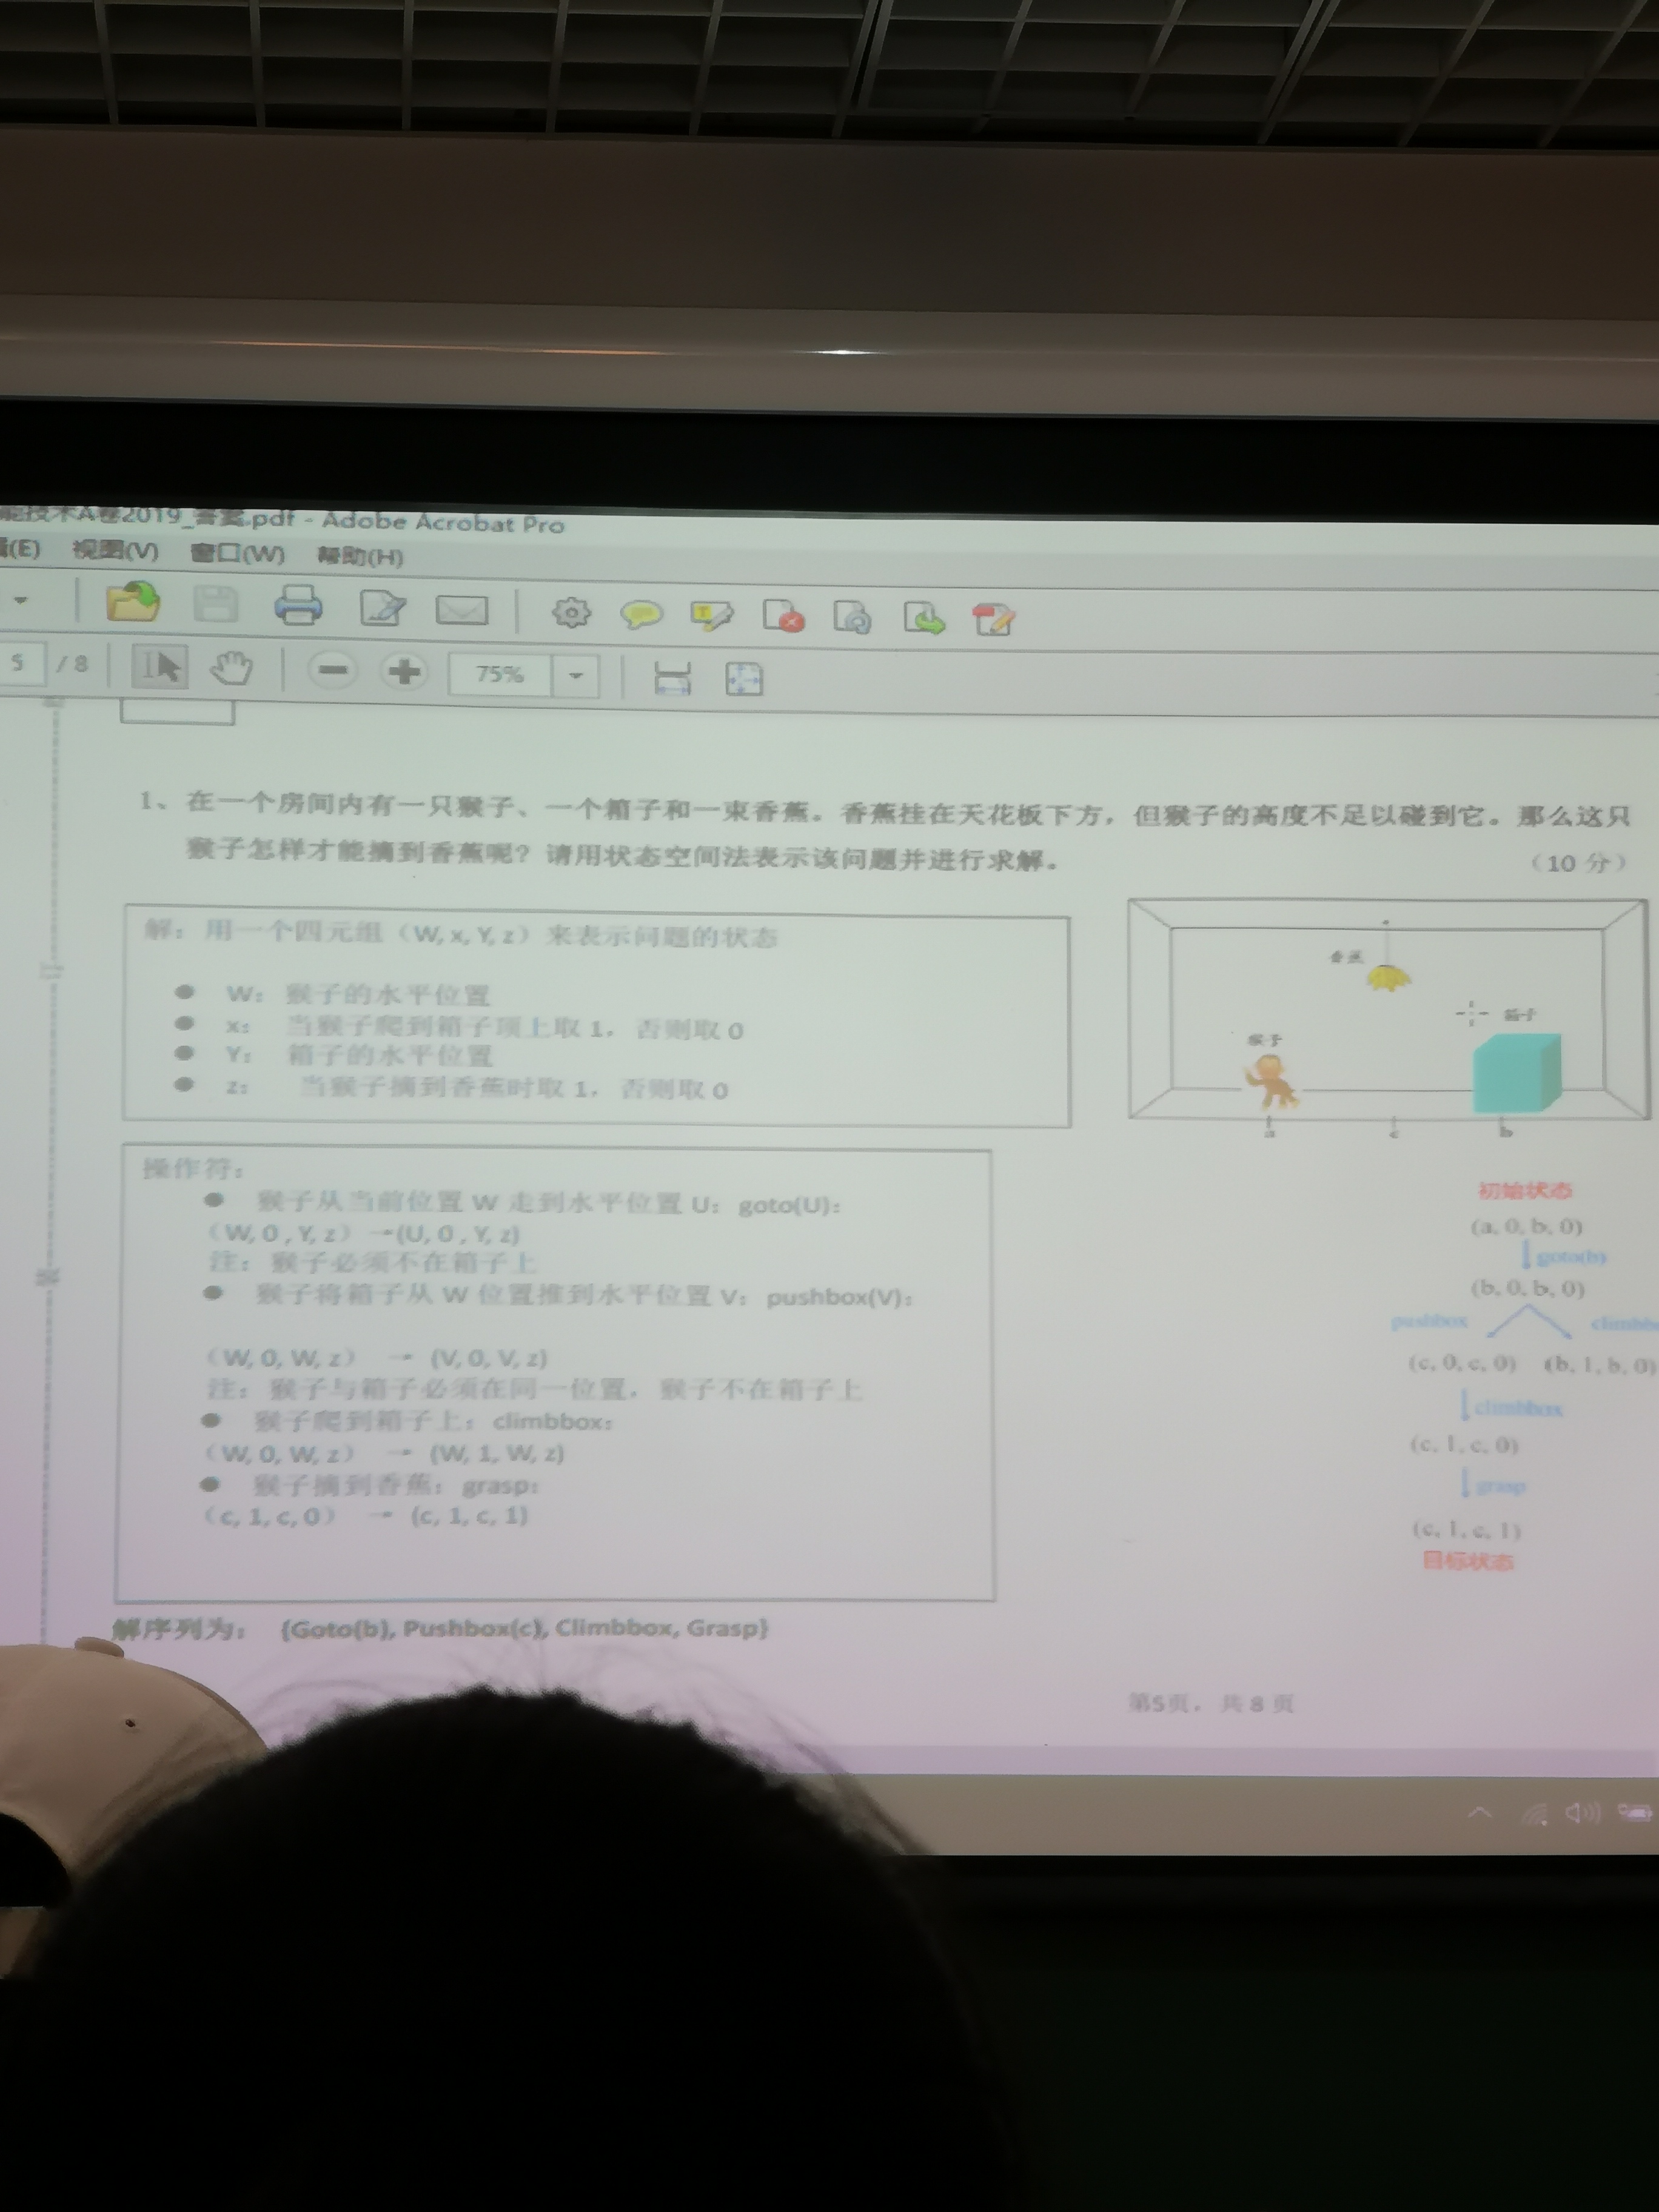 能技术A卷2019_答案.pdf - Adobe Acrobat Pro
(E) 视图(V) 窗口(W) 帮助(H)
5 / 8 75%
1、在一个房间内有一只猴子、一个箱子和一束香蕉。香蕉挂在天花板下方，但猴子的高度不足以碰到它。那么这只
猴子怎样才能摘到香蕉呢？请用状态空间法表示该问题并进行求解。 （10 分）
解：用一个四元组（W, x, Y, z）来表示问题的状态
● W：猴子的水平位置
● x： 当猴子爬到箱子顶上取 1，否则取 0
● Y： 箱子的水平位置
● z： 当猴子摘到香蕉时取 1，否则取 0
香蕉
箱子
猴子
a c b
操作符：
● 猴子从当前位置 W 走到水平位置 U：goto(U)：
（W, 0 , Y, z）→(U, 0 , Y, z)
注：猴子必须不在箱子上
● 猴子将箱子从 W 位置推到水平位置 V：pushbox(V)：
（W, 0, W, z） → (V, 0, V, z)
注：猴子与箱子必须在同一位置，猴子不在箱子上
● 猴子爬到箱子上：climbbox：
（W, 0, W, z） → (W, 1, W, z)
● 猴子摘到香蕉：grasp：
（c, 1, c, 0） → (c, 1, c, 1)
初始状态
(a, 0, b, 0)
goto(b)
(b, 0, b, 0)
pushbox climbb
(c, 0, c, 0) (b, 1, b, 0)
climbbox
(c, 1, c, 0)
grasp
(c, 1, c, 1)
目标状态
解序列为： {Goto(b), Pushbox(c), Climbbox, Grasp}
第5页，共 8 页